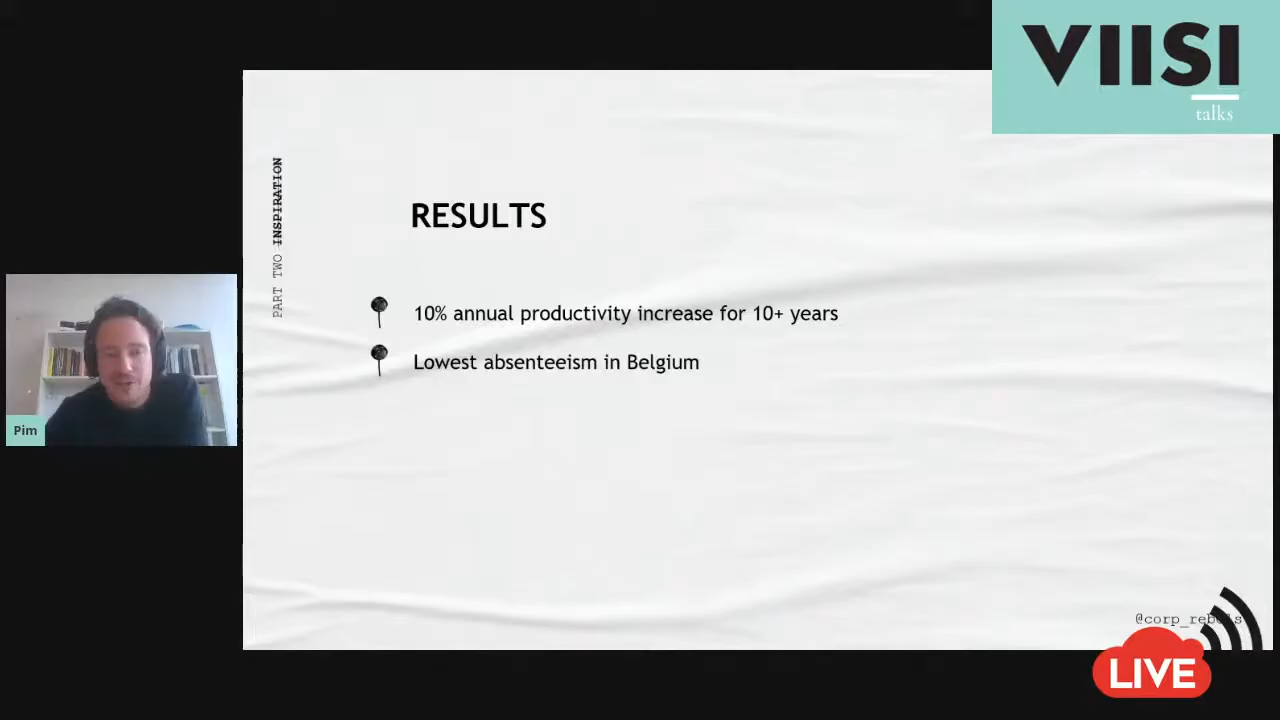 VIISI
talks
PART TWO INSPIRATION
RESULTS
10% annual productivity increase for 10+ years
Lowest absenteeism in Belgium
Pim
@corp_rebels
LIVE